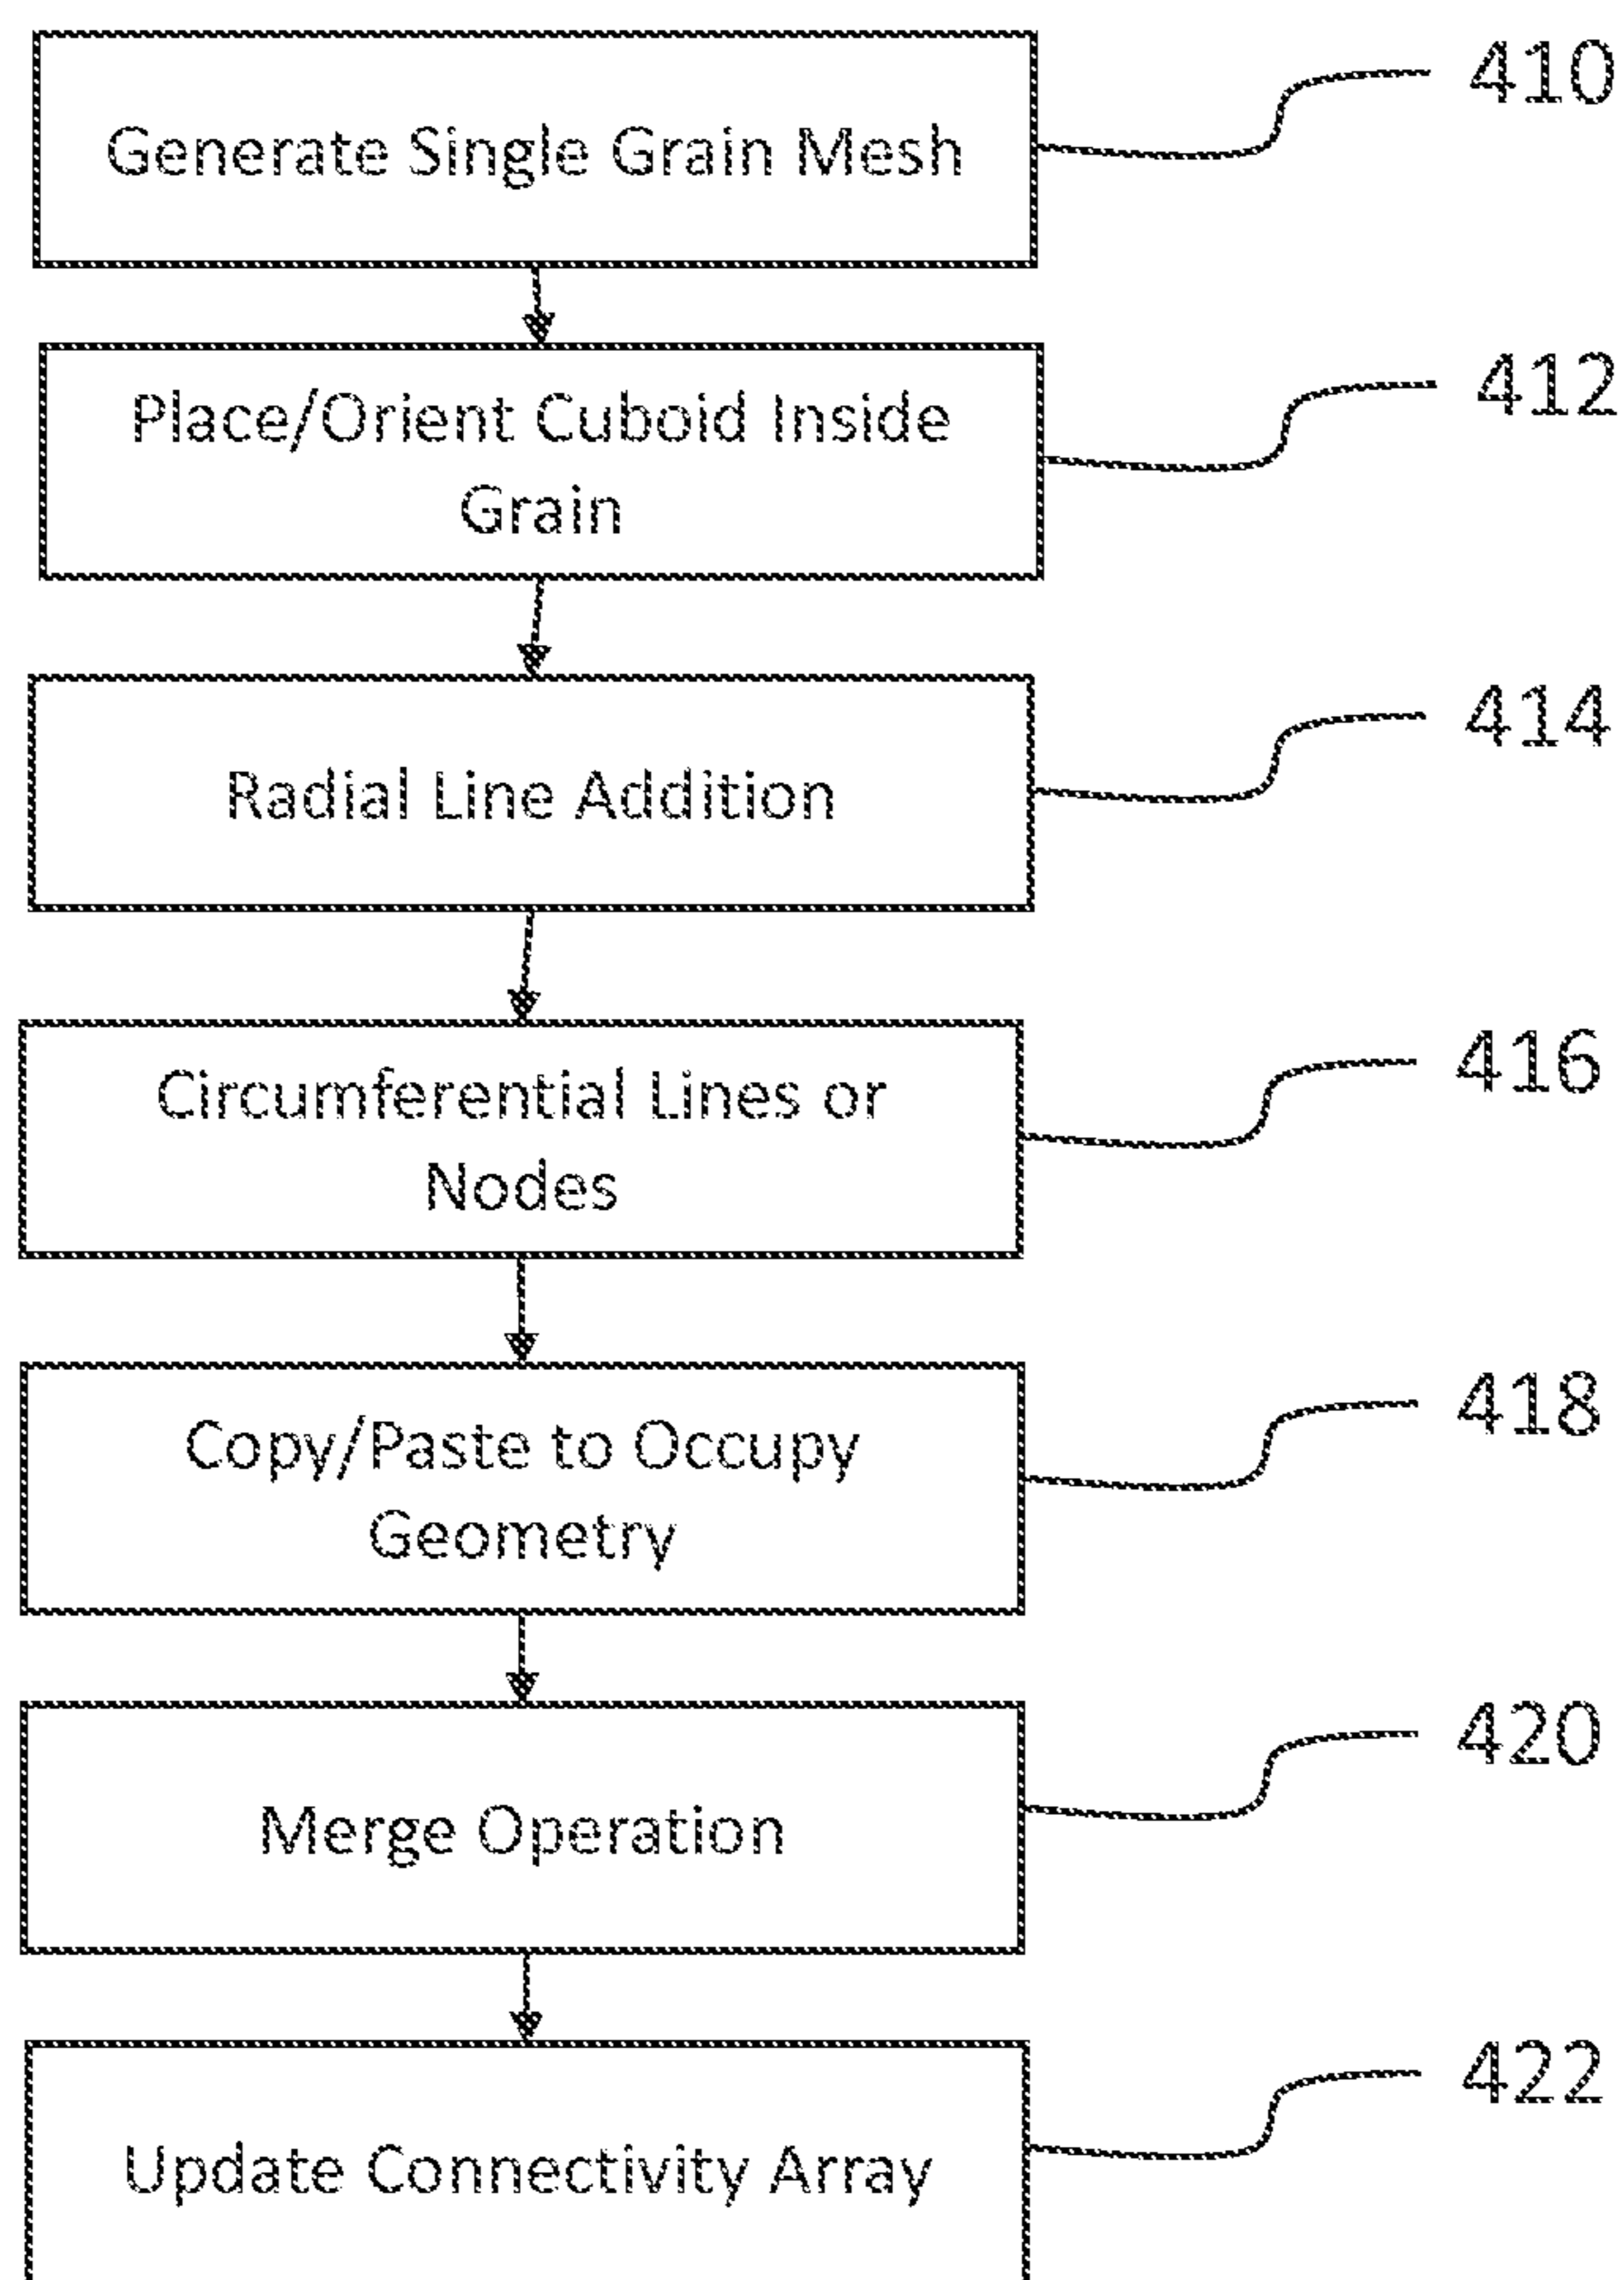 Generate Single Grain Mesh
410
Place/Orient Cuboid Inside
Grain
412
Radial Line Addition
414
Circumferential Lines or
Nodes
416
Copy/Paste to Occupy
Geometry
418
Merge Operation
420
Update Connectivity Array
422